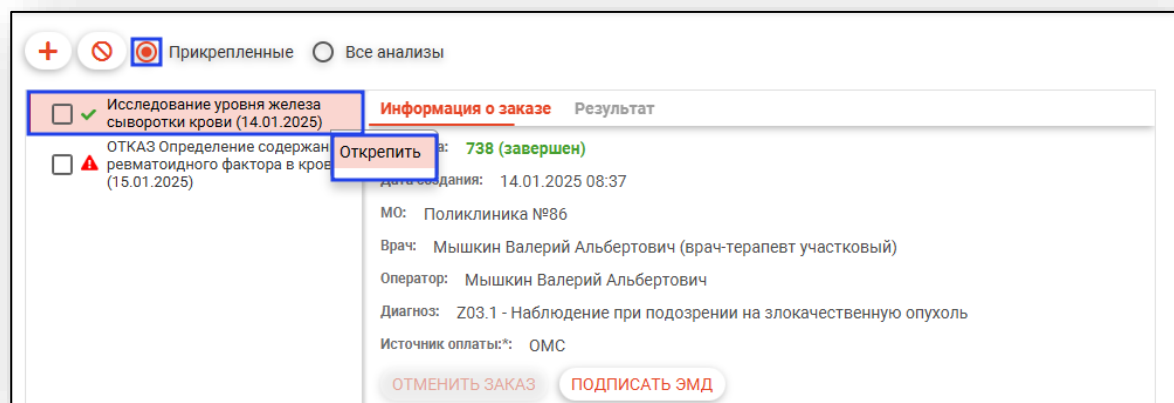 Прикрепленные Все анализы
Исследование уровня железа
сыворотки крови (14.01.2025)
ОТКАЗ Определение содержан
ревматоидного фактора в кров
(15.01.2025)
Открепить
Информация о заказе Результат
а: 738 (завершен)
Дата создания: 14.01.2025 08:37
МО: Поликлиника №86
Врач: Мышкин Валерий Альбертович (врач-терапевт участковый)
Оператор: Мышкин Валерий Альбертович
Диагноз: Z03.1 - Наблюдение при подозрении на злокачественную опухоль
Источник оплаты:*: ОМС
ОТМЕНИТЬ ЗАКАЗ ПОДПИСАТЬ ЭМД